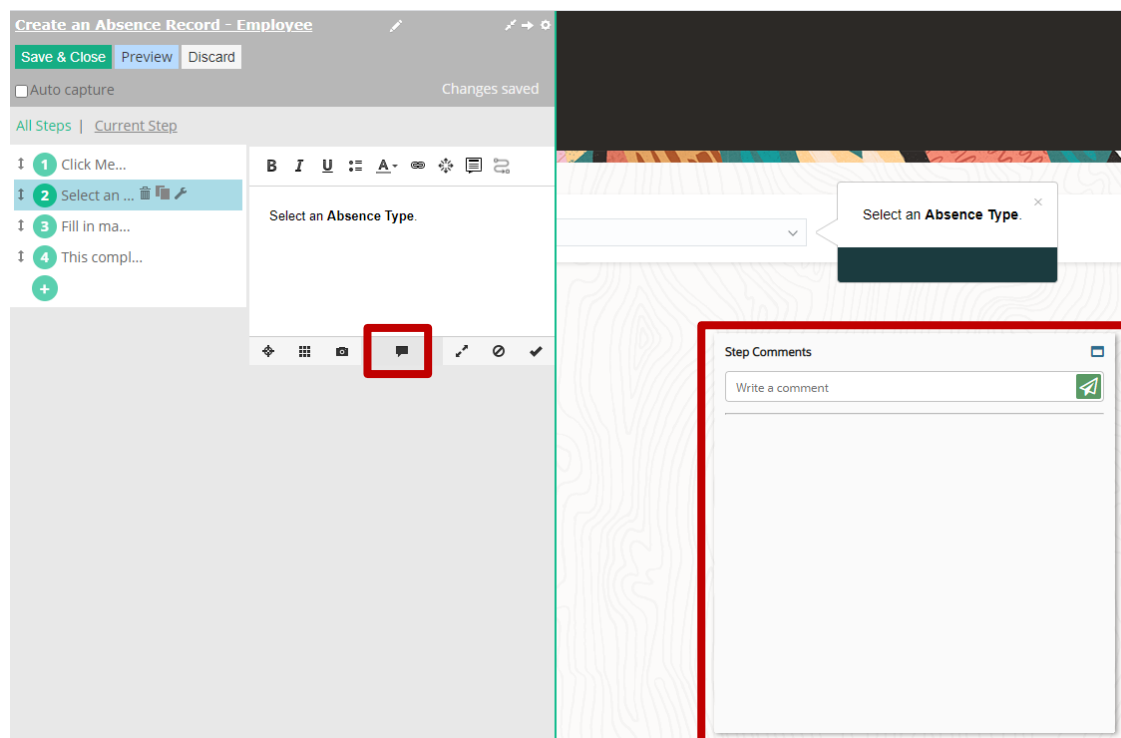 Create an Absence Record - Employee
Save & Close Preview Discard
Auto capture Changes saved
All Steps | Current Step
1 Click Me...
2 Select an ...
3 Fill in ma...
4 This compl...
+
B I U A
Select an Absence Type.
Select an Absence Type. ×
Step Comments
Write a comment